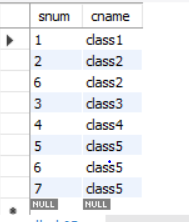 snum cname
1 class1
2 class2
6 class2
3 class3
4 class4
5 class5
6 class5
7 class5
NULL NULL